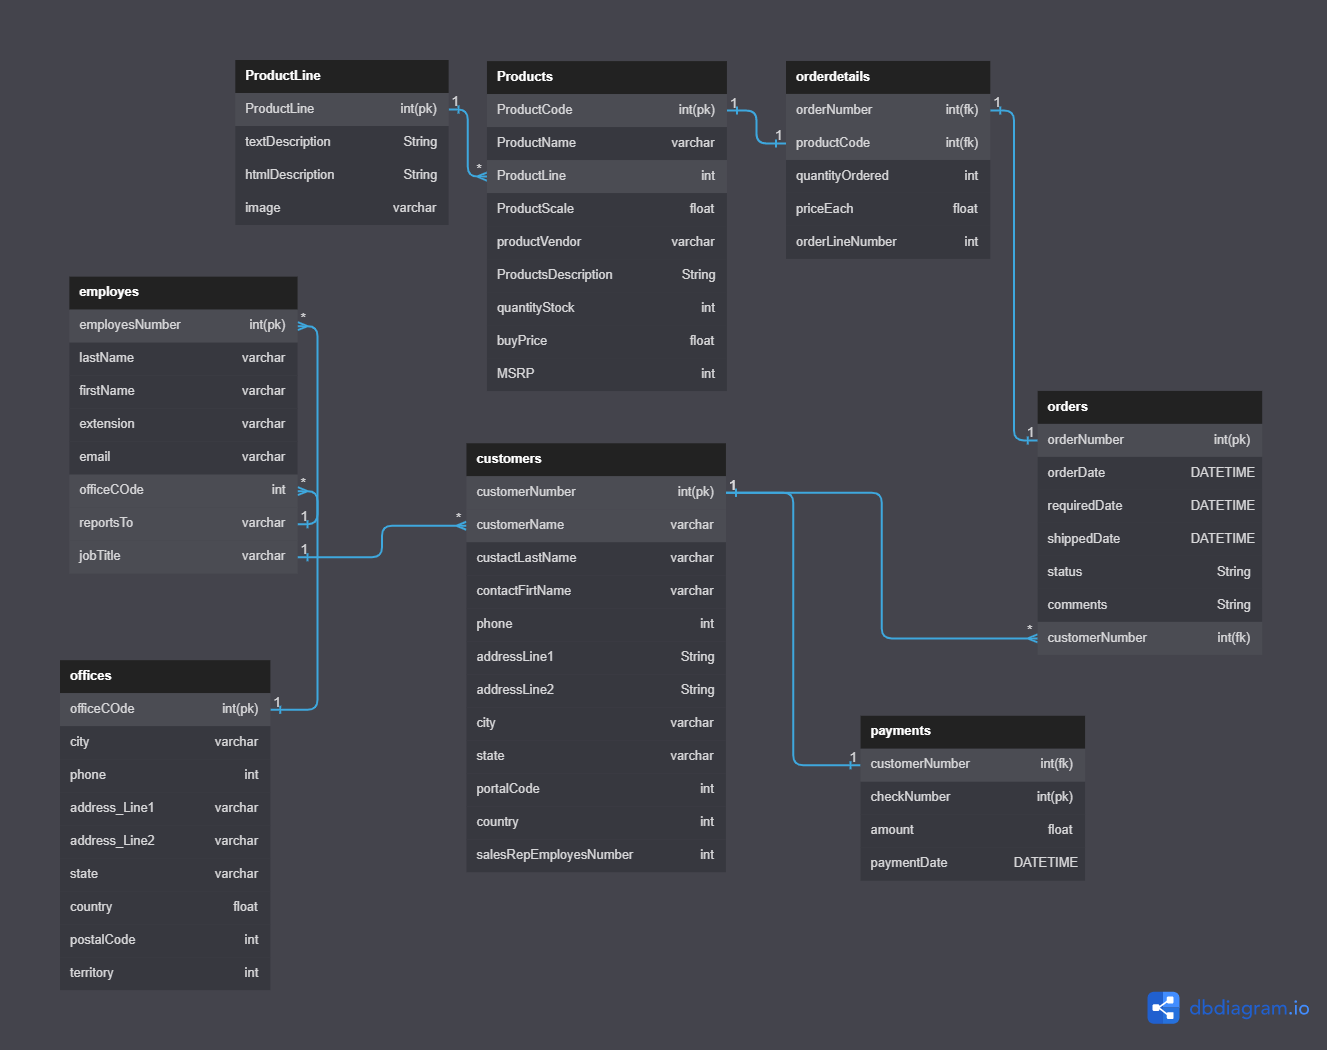 ProductLine
ProductLine int(pk)
textDescription String
htmlDescription String
image varchar
1
*
Products
ProductCode int(pk)
ProductName varchar
ProductLine int
ProductScale float
productVendor varchar
ProductsDescription String
quantityStock int
buyPrice float
MSRP int
1
1
orderdetails
orderNumber int(fk)
productCode int(fk)
quantityOrdered int
priceEach float
orderLineNumber int
1
1
employes
employesNumber int(pk)
lastName varchar
firstName varchar
extension varchar
email varchar
officeCOde int
reportsTo varchar
jobTitle varchar
*
*
1
1
*
customers
customerNumber int(pk)
customerName varchar
custactLastName varchar
contactFirtName varchar
phone int
addressLine1 String
addressLine2 String
city varchar
state varchar
portalCode int
country int
salesRepEmployesNumber int
1
orders
orderNumber int(pk)
orderDate DATETIME
requiredDate DATETIME
shippedDate DATETIME
status String
comments String
customerNumber int(fk)
*
offices
officeCOde int(pk)
city varchar
phone int
address_Line1 varchar
address_Line2 varchar
state varchar
country float
postalCode int
territory int
1
1
payments
customerNumber int(fk)
checkNumber int(pk)
amount float
paymentDate DATETIME
dbdiagram.io